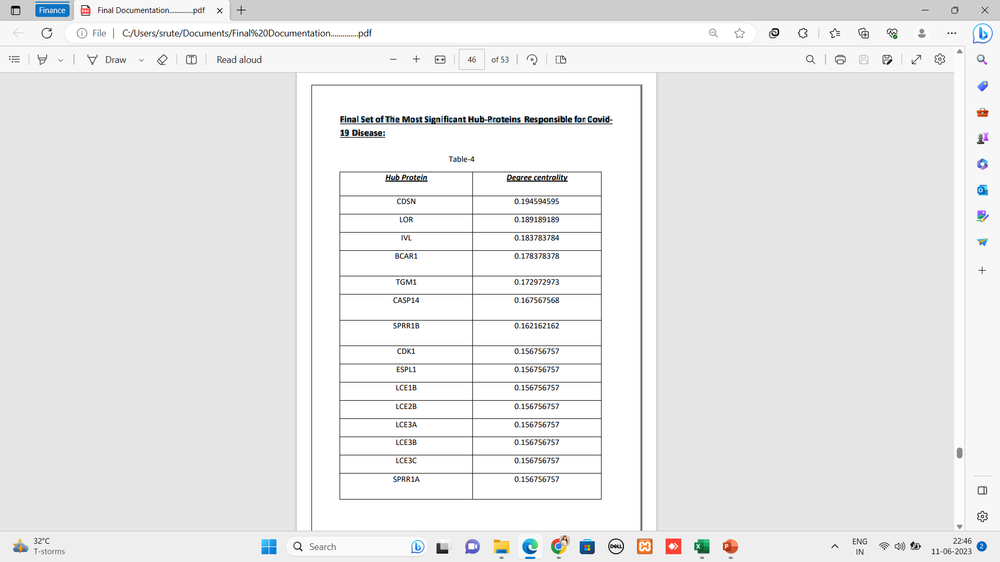 Finance
Final Documentation..............pdf
File
C:/Users/srute/Documents/Final%20Documentation..............pdf
Draw
Read aloud
46
of 53
Final Set of The Most Significant Hub-Proteins Responsible for Covid-
19 Disease:
Table-4
Hub Protein Degree centrality
CDSN 0.194594595
LOR 0.189189189
IVL 0.183783784
BCAR1 0.178378378
TGM1 0.172972973
CASP14 0.167567568
SPRR1B 0.162162162
CDK1 0.156756757
ESPL1 0.156756757
LCE1B 0.156756757
LCE2B 0.156756757
LCE3A 0.156756757
LCE3B 0.156756757
LCE3C 0.156756757
SPRR1A 0.156756757
32°C
T-storms
Search
DELL
ENG
IN
22:46
11-06-2023
2